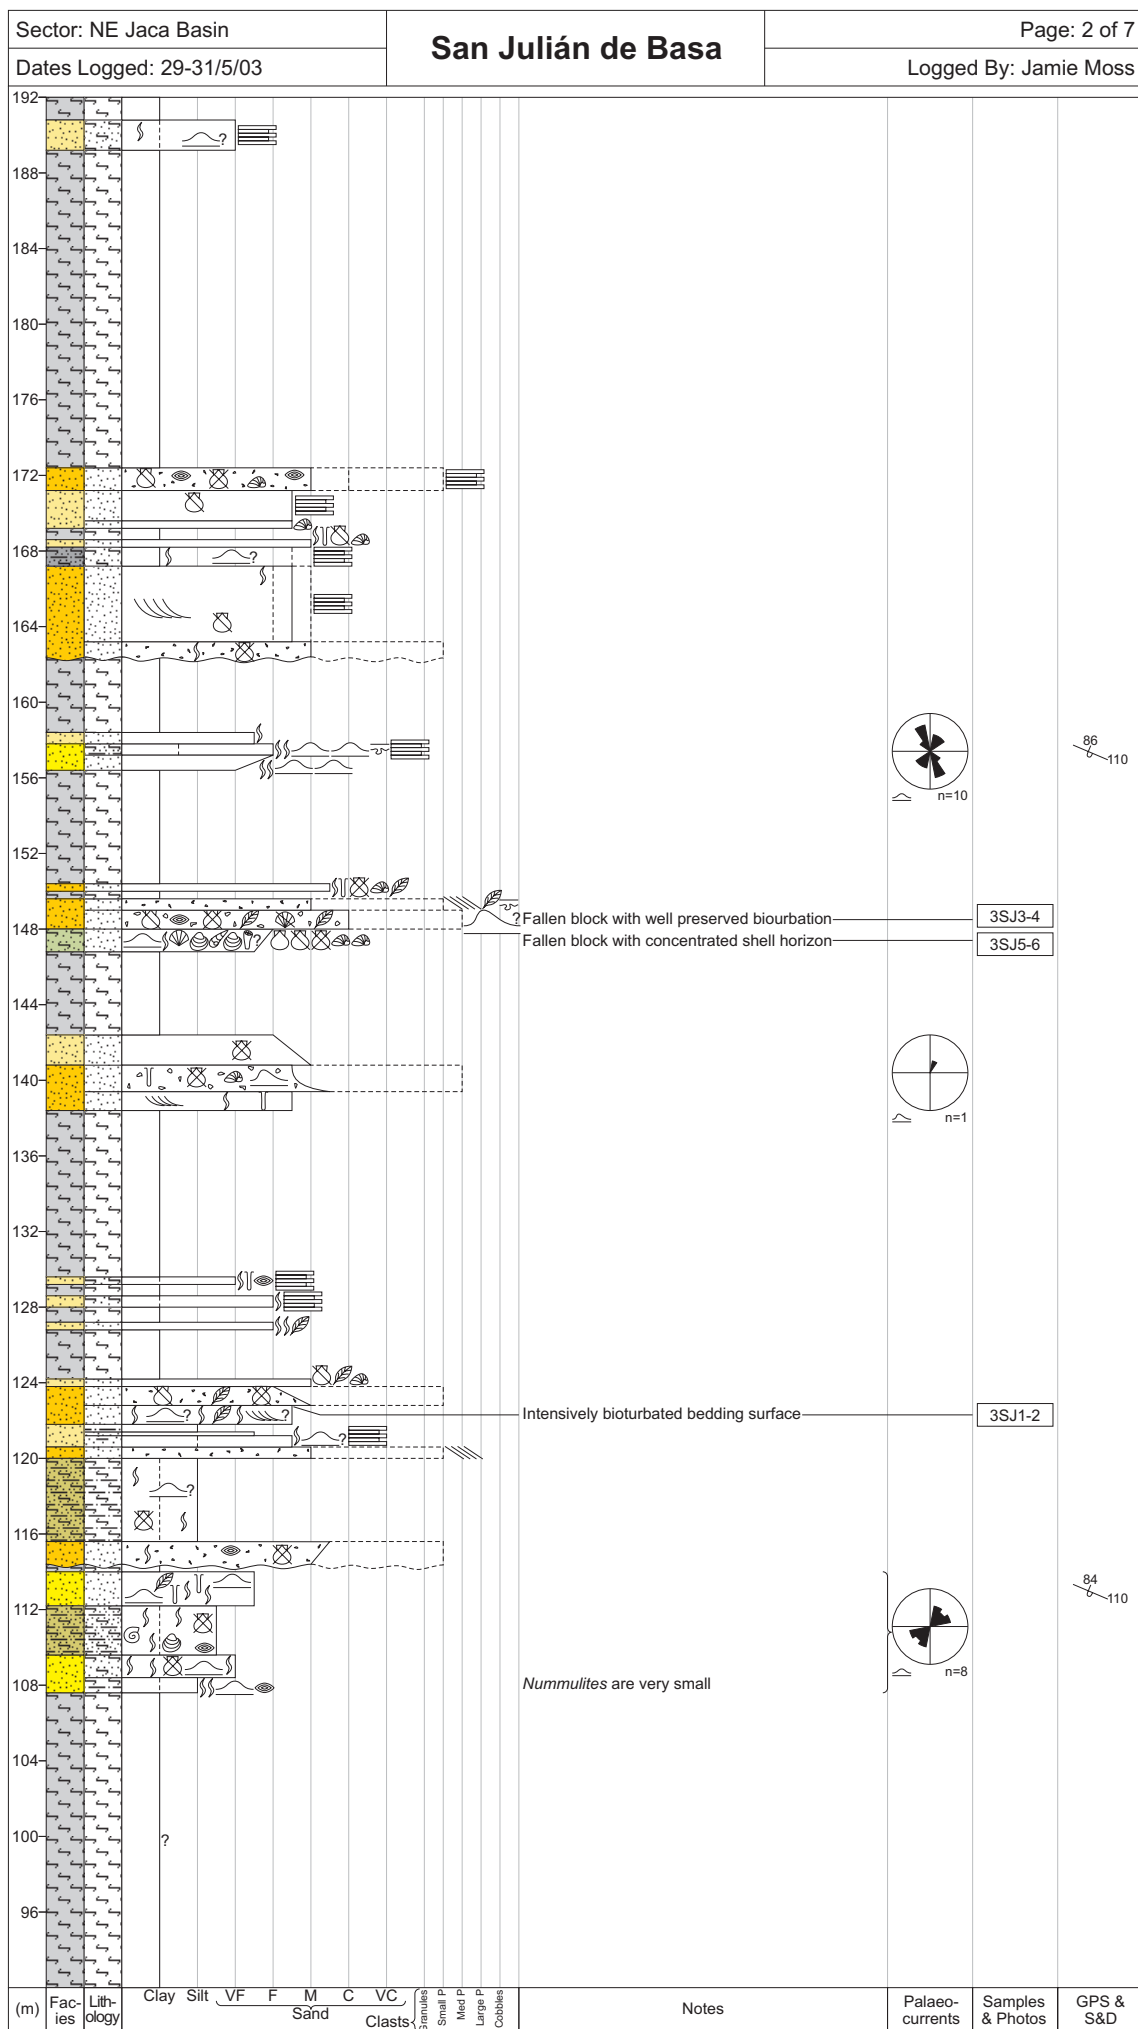 Sector: NE Jaca Basin
San Julián de Basa
Page: 2 of 7
Dates Logged: 29-31/5/03
Logged By: Jamie Moss
192
?
188
184
180
176
172
168
?
164
160
86
110
156
n=10
152
? Fallen block with well preserved biourbation
3SJ3-4
148
Fallen block with concentrated shell horizon
3SJ5-6
?
144
140
n=1
136
132
128
124
? ?
Intensively bioturbated bedding surface
3SJ1-2
?
120
?
116
84
110
112
n=8
108
Nummulites are very small
104
100
?
96
(m)
Fac-
ies
Lith-
ology
Clay Silt VF F M C VC
Sand
Clasts
Granules
Small P
Med P
Large P
Cobbles
Notes
Palaeo-
currents
Samples
& Photos
GPS &
S&D